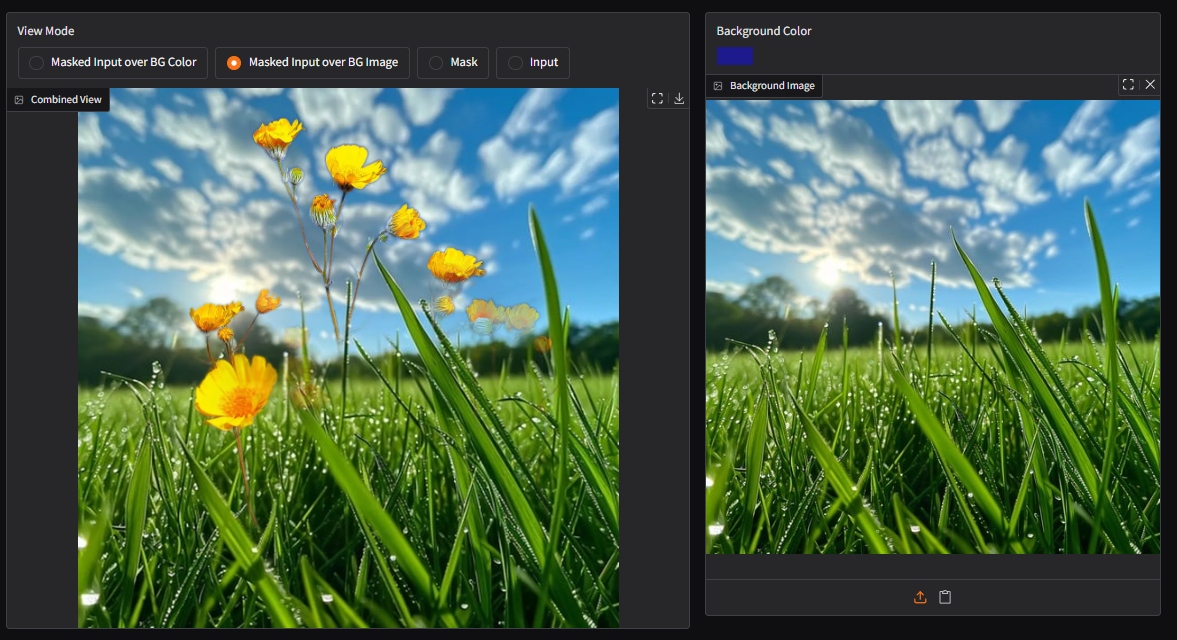 View Mode
Masked Input over BG Color
Masked Input over BG Image
Mask
Input
Combined View
Background Color
Background Image